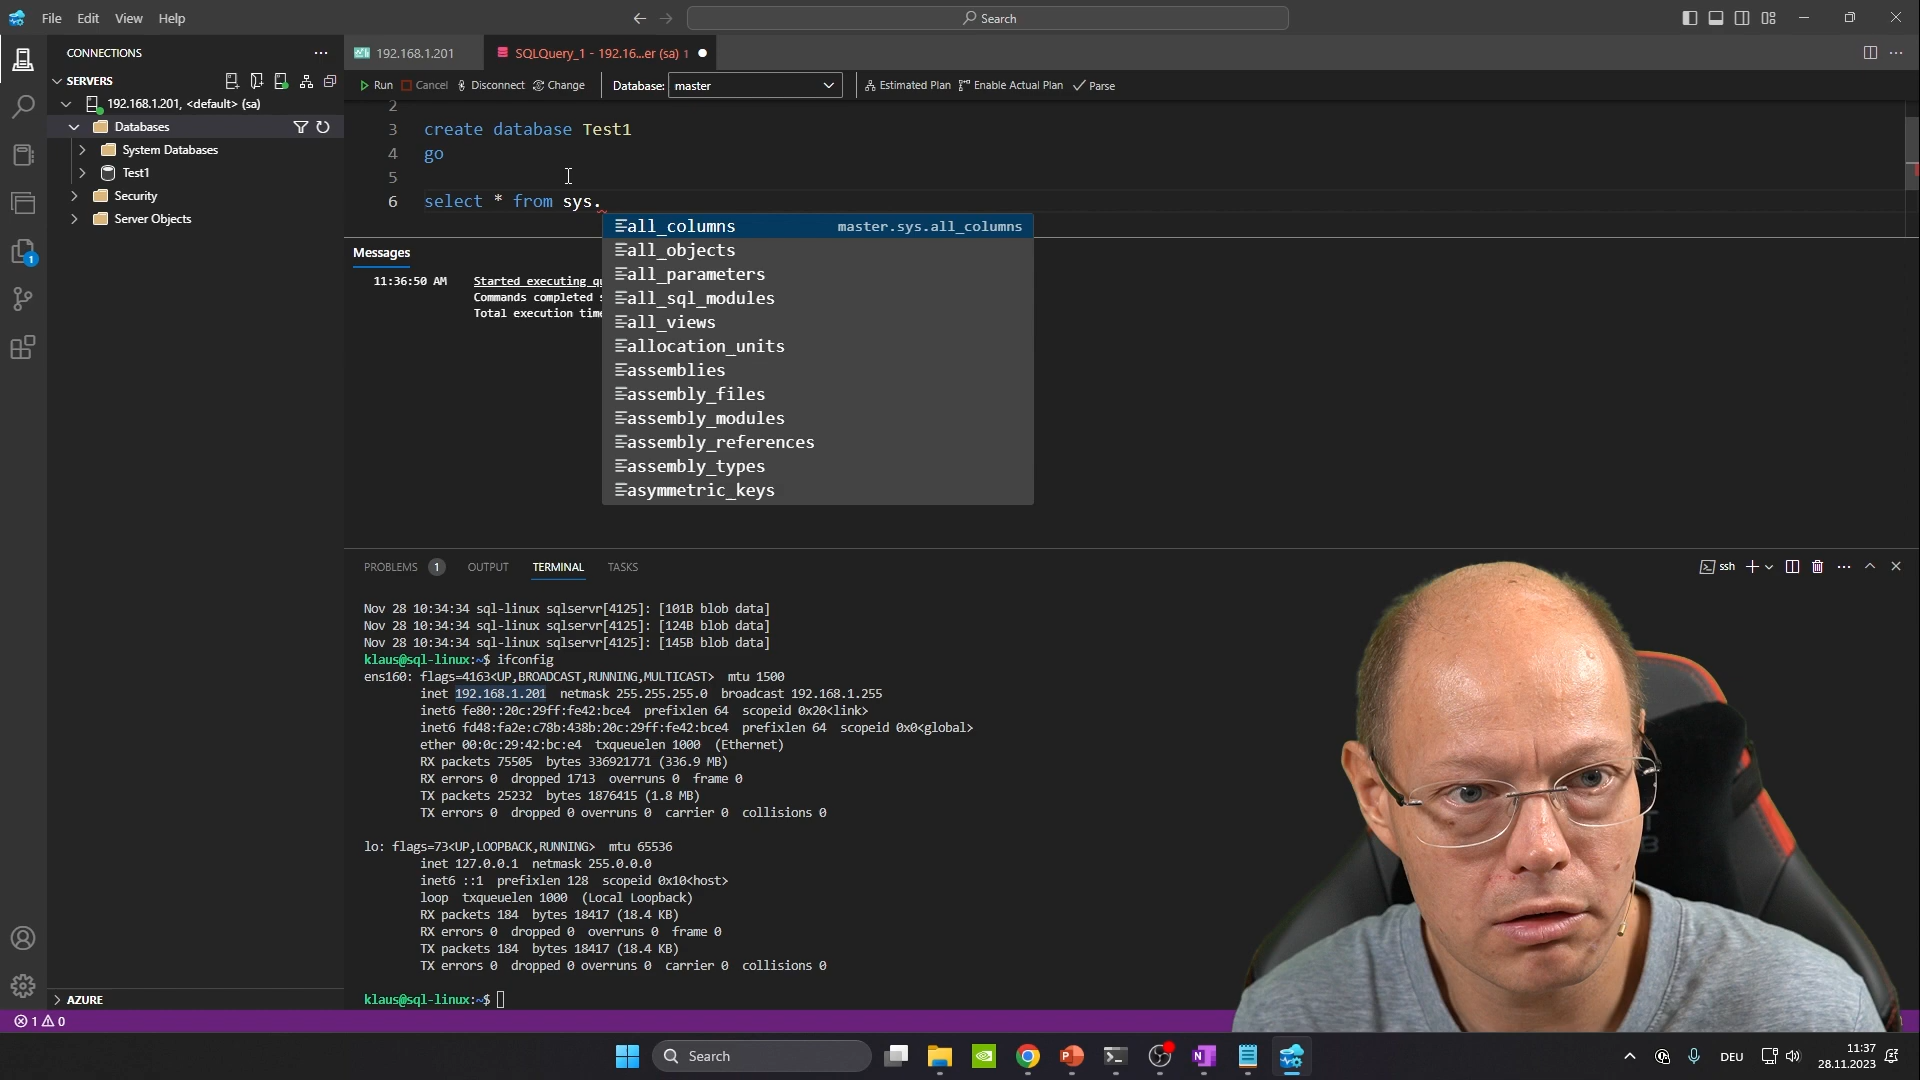 File Edit View Help
Search
CONNECTIONS
SERVERS
192.168.1.201, <default> (sa)
Databases
System Databases
Test1
Security
Server Objects
AZURE
192.168.1.201
SQLQuery_1 - 192.16...er (sa) 1
Run Cancel Disconnect Change Database: master Estimated Plan Enable Actual Plan Parse
2
3 create database Test1
4 go
5
6 select * from sys.
all_columns master.sys.all_columns
all_objects
all_parameters
all_sql_modules
all_views
allocation_units
assemblies
assembly_files
assembly_modules
assembly_references
assembly_types
asymmetric_keys
Messages
11:36:50 AM Started executing
Commands completed
Total execution
PROBLEMS 1 OUTPUT TERMINAL TASKS
ssh
Nov 28 10:34:34 sql-linux sqlservr[4125]: [101B blob data]
Nov 28 10:34:34 sql-linux sqlservr[4125]: [124B blob data]
Nov 28 10:34:34 sql-linux sqlservr[4125]: [145B blob data]
klaus@sql-linux:~$ ifconfig
ens160: flags=4163<UP,BROADCAST,RUNNING,MULTICAST> mtu 1500
inet 192.168.1.201 netmask 255.255.255.0 broadcast 192.168.1.255
inet6 fe80::20c:29ff:fe42:bce4 prefixlen 64 scopeid 0x20<link>
inet6 fd48:fa2e:c78b:438b:20c:29ff:fe42:bce4 prefixlen 64 scopeid 0x0<global>
ether 00:0c:29:42:bc:e4 txqueuelen 1000 (Ethernet)
RX packets 75505 bytes 336921771 (336.9 MB)
RX errors 0 dropped 1713 overruns 0 frame 0
TX packets 25232 bytes 1876415 (1.8 MB)
TX errors 0 dropped 0 overruns 0 carrier 0 collisions 0
lo: flags=73<UP,LOOPBACK,RUNNING> mtu 65536
inet 127.0.0.1 netmask 255.0.0.0
inet6 ::1 prefixlen 128 scopeid 0x10<host>
loop txqueuelen 1000 (Local Loopback)
RX packets 184 bytes 18417 (18.4 KB)
RX errors 0 dropped 0 overruns 0 frame 0
TX packets 184 bytes 18417 (18.4 KB)
TX errors 0 dropped 0 overruns 0 carrier 0 collisions 0
klaus@sql-linux:~$
1
1 0
Search
DEU
11:37
28.11.2023